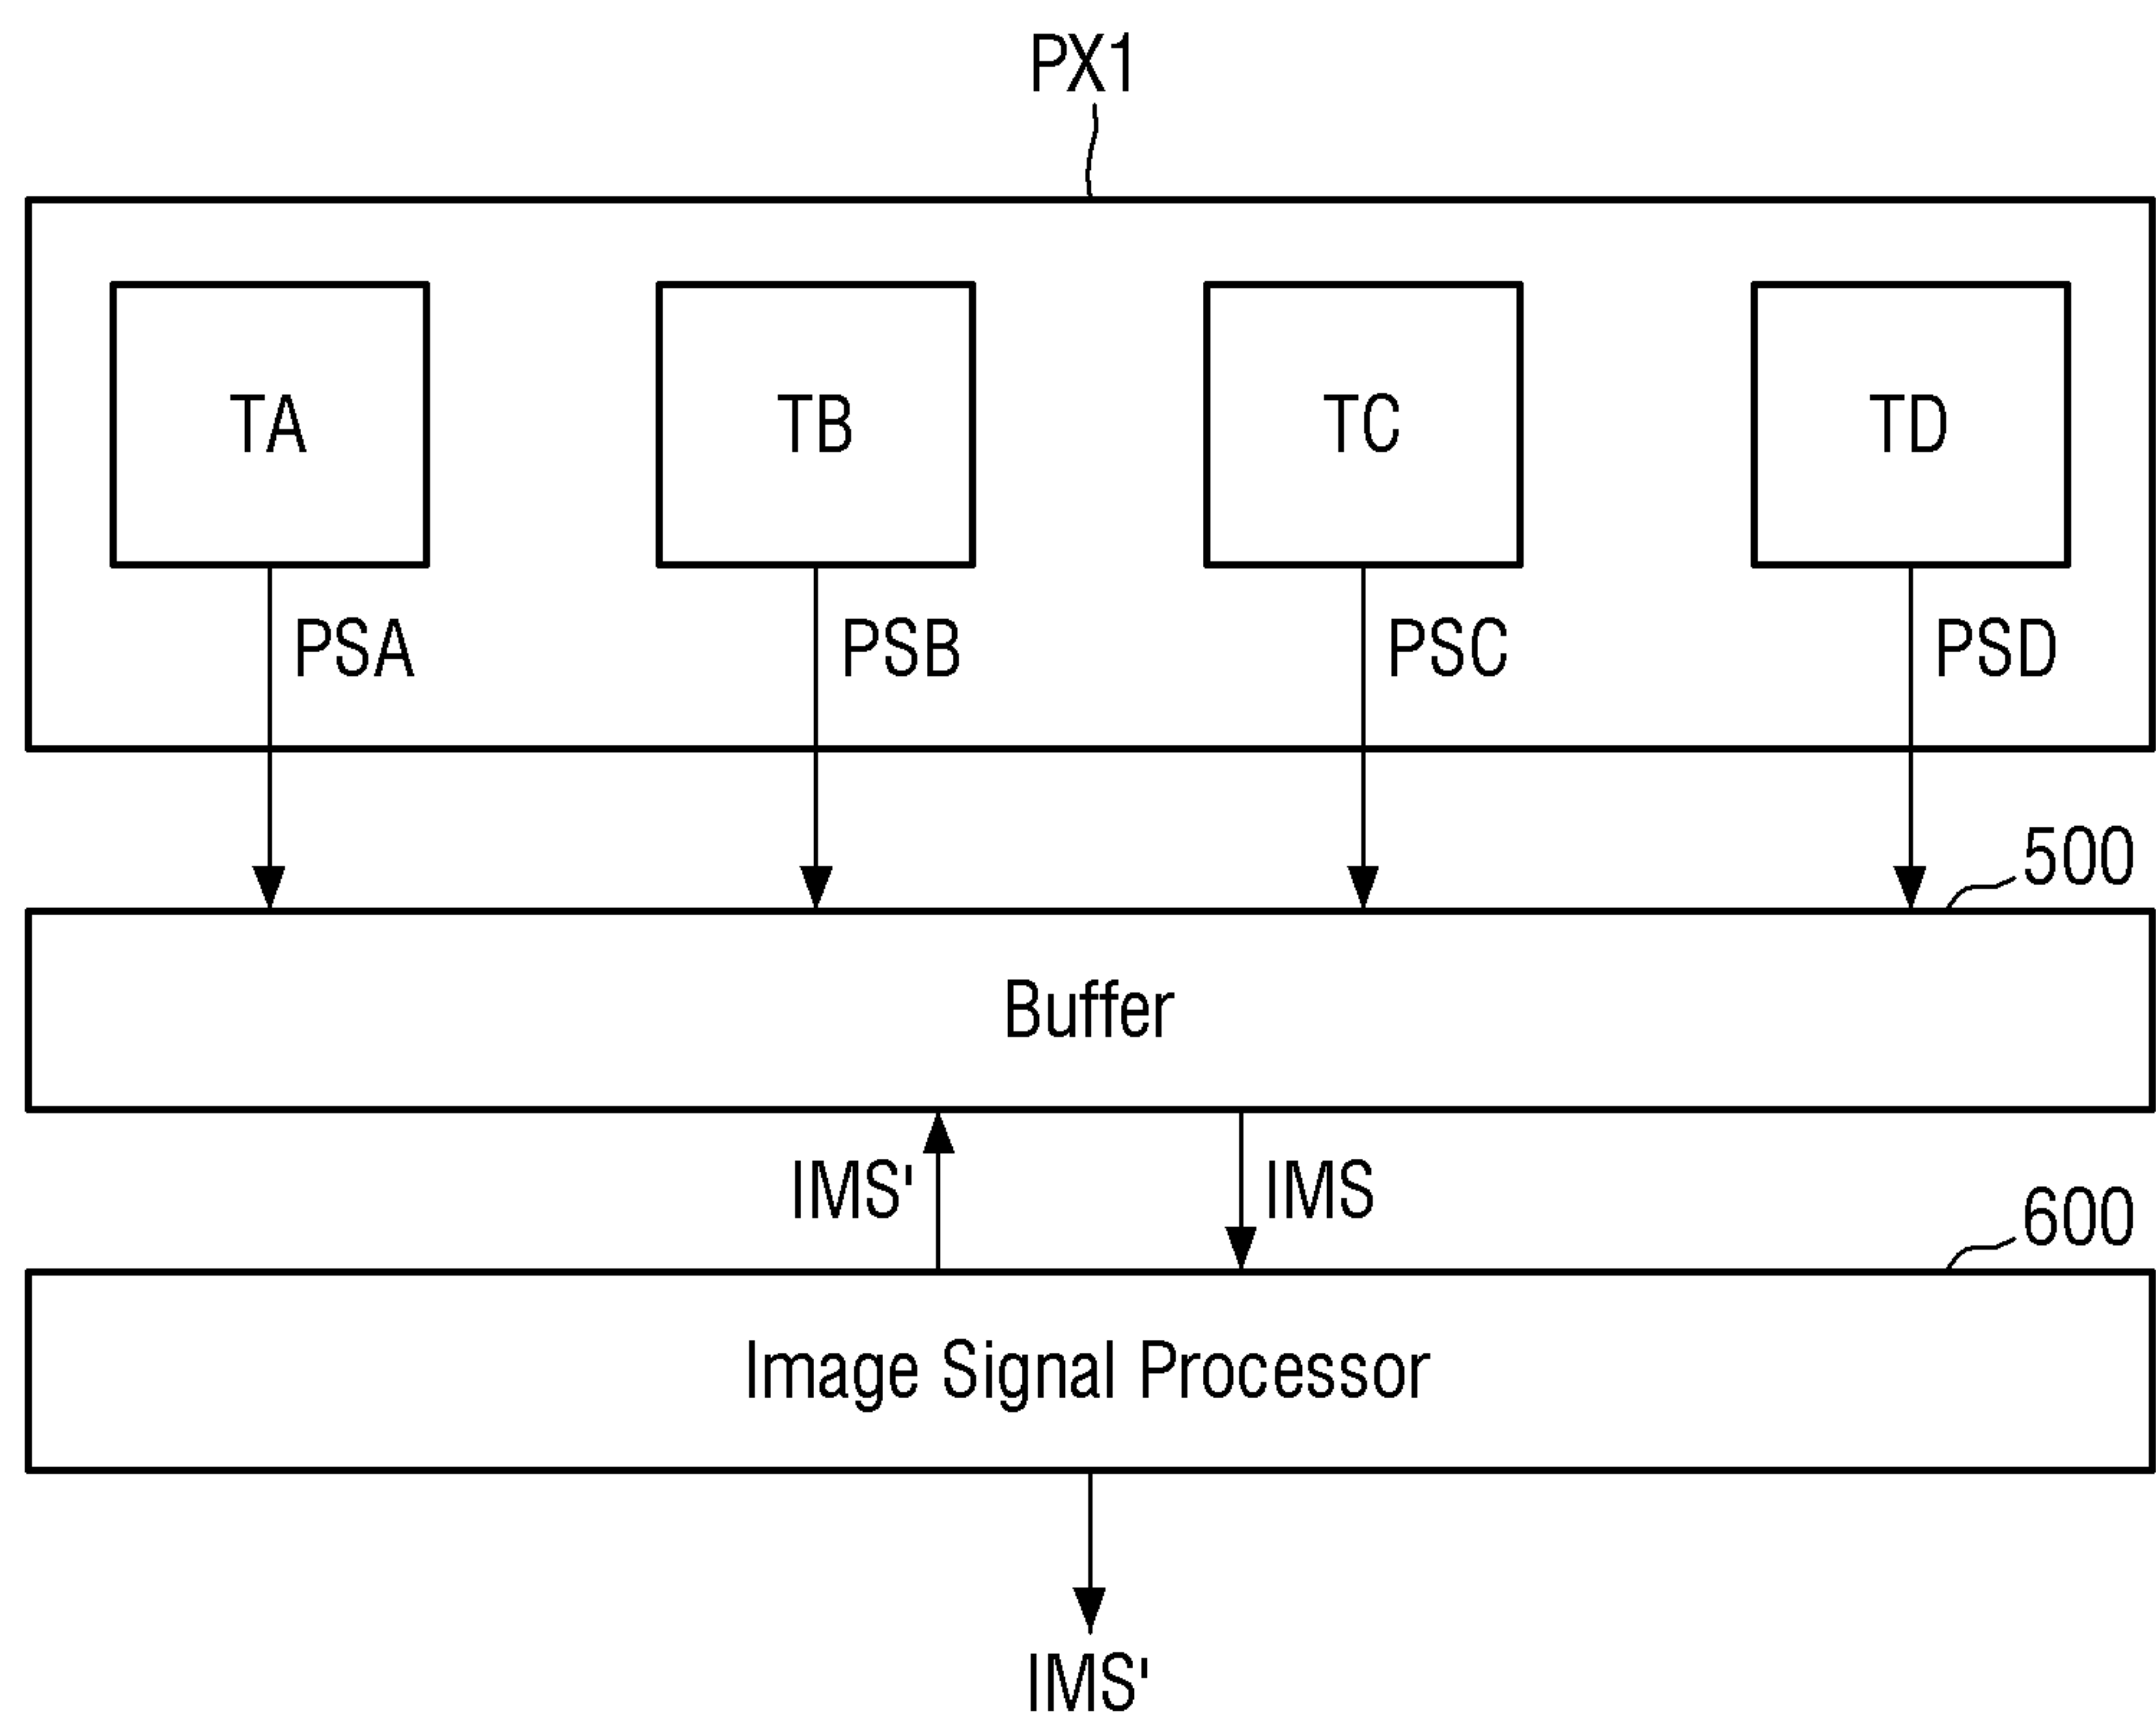 PX1
TA TB TC TD
PSA PSB PSC PSD
500
Buffer
IMS' IMS
600
Image Signal Processor
IMS'